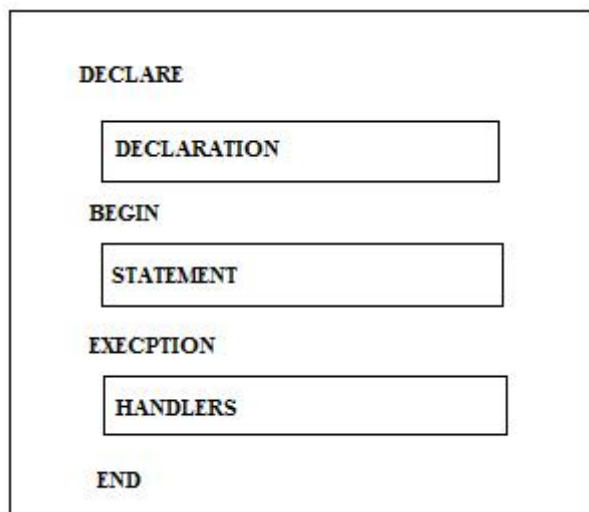 DECLARE
DECLARATION
BEGIN
STATEMENT
EXECPTION
HANDLERS
END